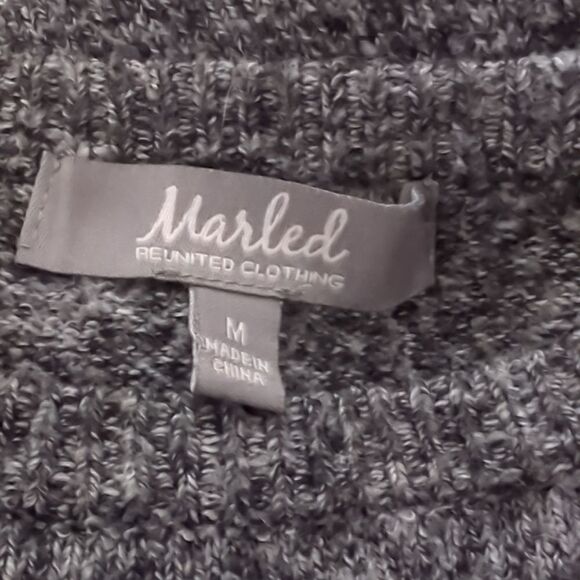 Marled
REUNITED CLOTHING
M
MADE IN
CHINA